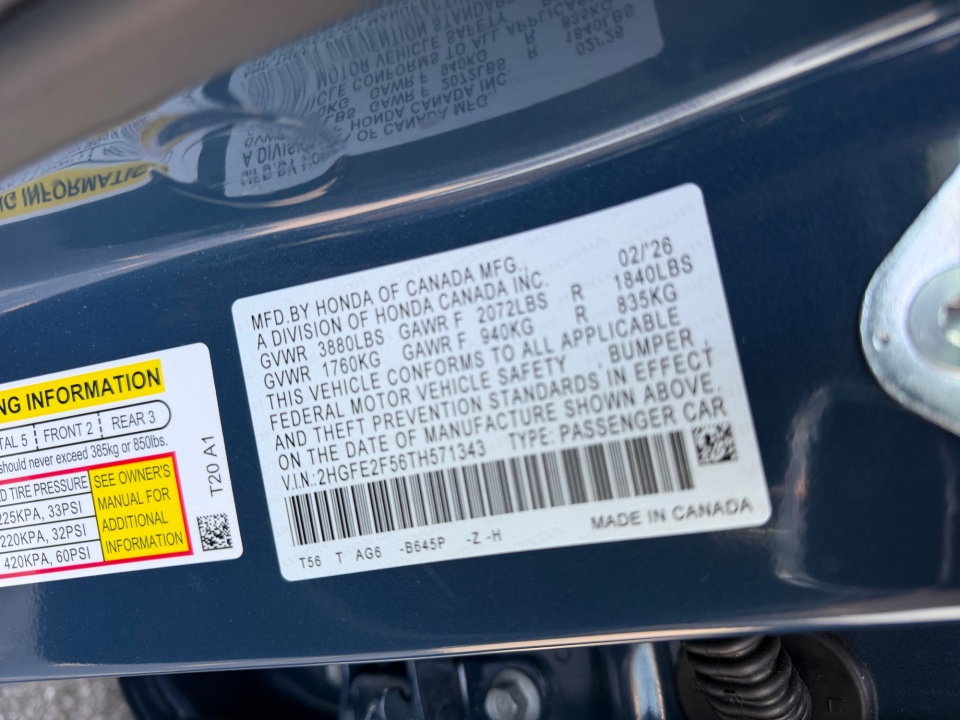 MFD.BY HONDA OF CANADA MFG., 02/'26
A DIVISION OF HONDA CANADA INC.
GVWR 3880LBS GAWR F 2072LBS R 1840LBS
GVWR 1760KG GAWR F 940KG R 835KG
THIS VEHICLE CONFORMS TO ALL APPLICABLE
FEDERAL MOTOR VEHICLE SAFETY, BUMPER,
AND THEFT PREVENTION STANDARDS IN EFFECT
ON THE DATE OF MANUFACTURE SHOWN ABOVE.
V.I.N.:2HGFE2F56TH571343 TYPE: PASSENGER CAR
MADE IN CANADA
T56 T AG6 -B645P -Z -H
NG INFORMATION
TAL 5 FRONT 2 REAR 3
should never exceed 385kg or 850lbs.
D TIRE PRESSURE
225KPA, 33PSI
220KPA, 32PSI
420KPA, 60PSI
SEE OWNER'S
MANUAL FOR
ADDITIONAL
INFORMATION
T20 A1